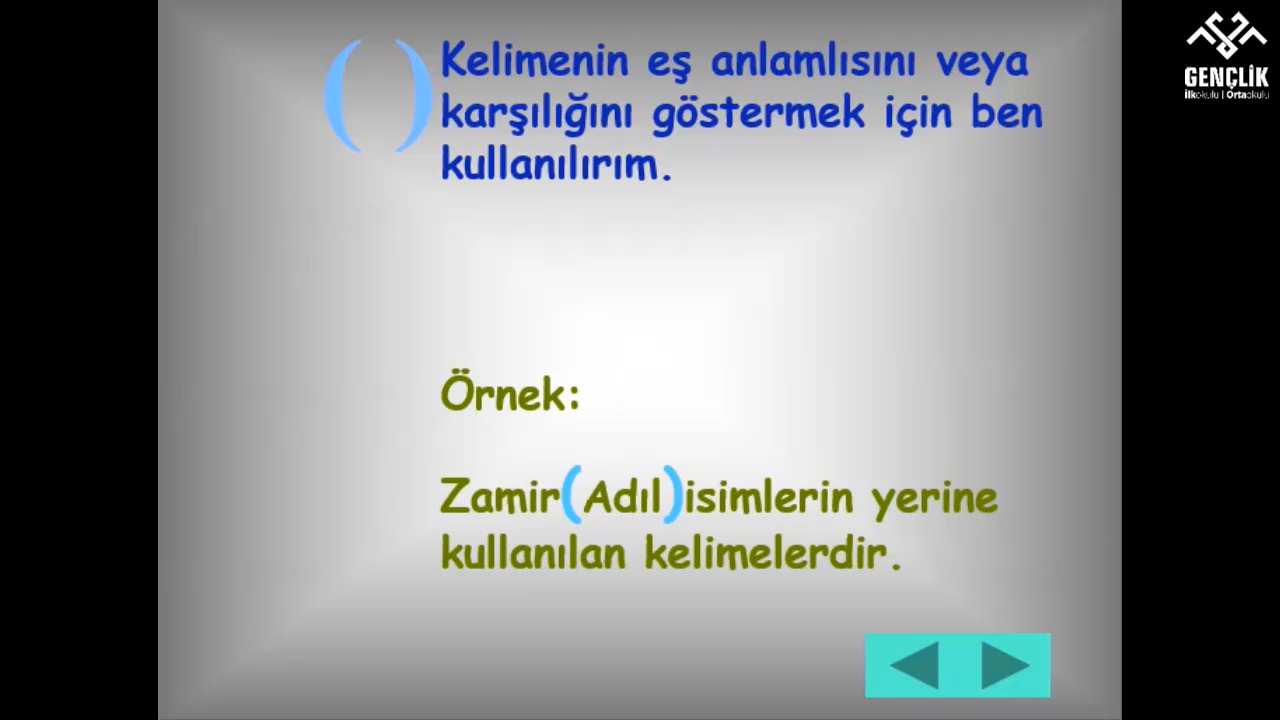 ( ) Kelimenin eş anlamlısını veya
karşılığını göstermek için ben
kullanılırım.
Örnek:
Zamir(Adıl)isimlerin yerine
kullanılan kelimelerdir.
GENÇLİK
İlkokulu | Ortaokulu